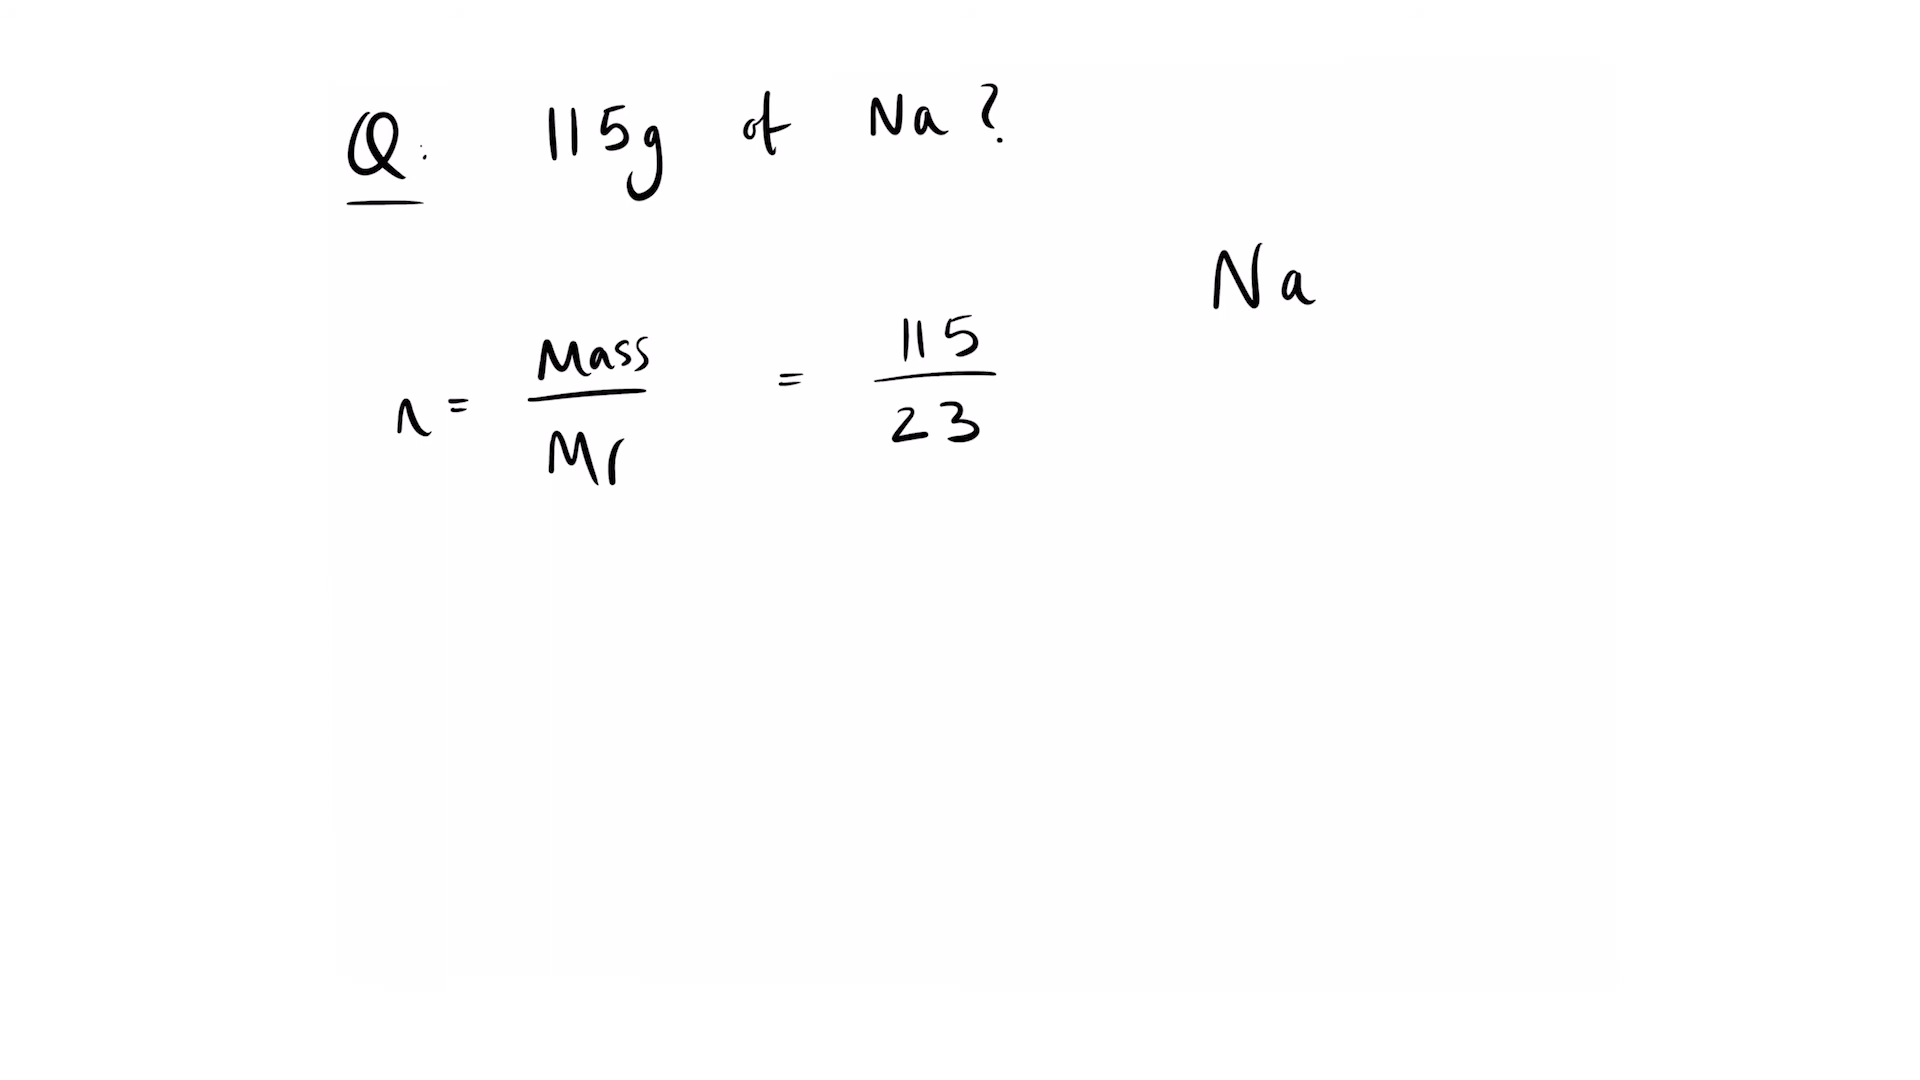 Q: 115g of Na?
Na
n = Mass / Mr = 115 / 23